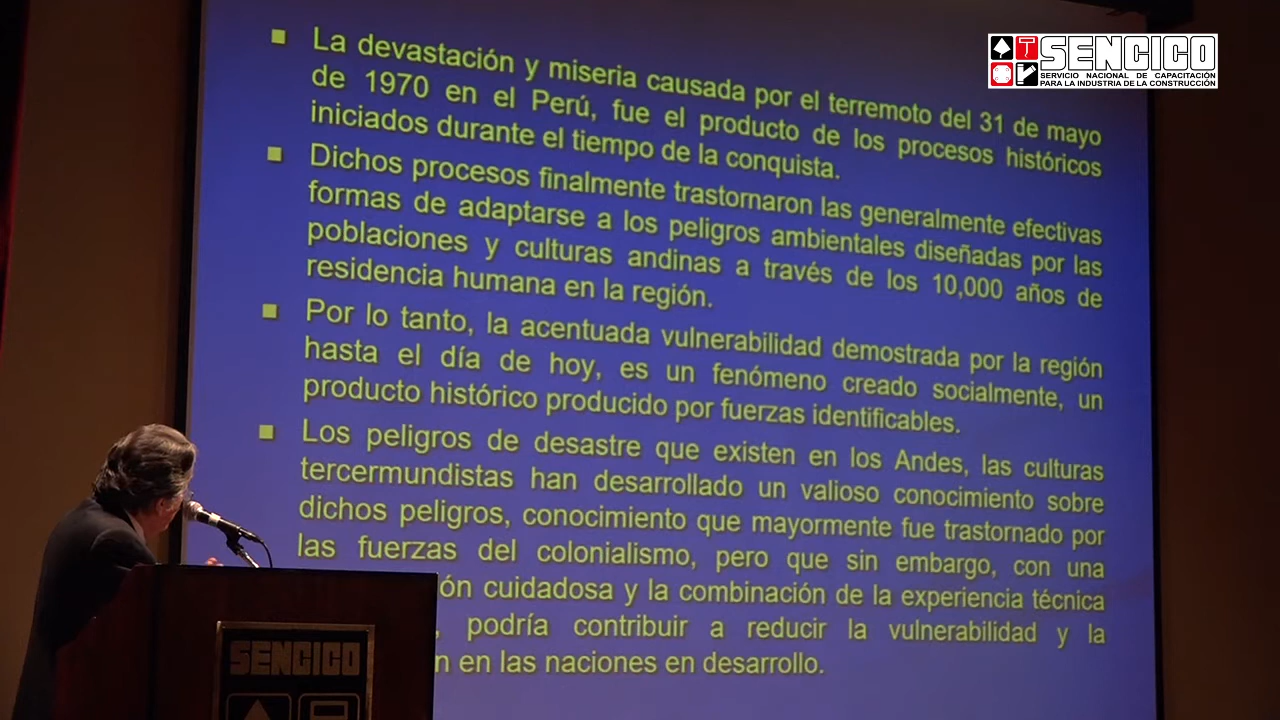 SENCICO
SERVICIO NACIONAL DE CAPACITACIÓN
PARA LA INDUSTRIA DE LA CONSTRUCCIÓN
La devastación y miseria causada por el terremoto del 31 de mayo
de 1970 en el Perú, fue el producto de los procesos históricos
iniciados durante el tiempo de la conquista.
Dichos procesos finalmente trastornaron las generalmente efectivas
formas de adaptarse a los peligros ambientales diseñadas por las
poblaciones y culturas andinas a través de los 10,000 años de
residencia humana en la región.
Por lo tanto, la acentuada vulnerabilidad demostrada por la región
hasta el día de hoy, es un fenómeno creado socialmente, un
producto histórico producido por fuerzas identificables.
Los peligros de desastre que existen en los Andes, las culturas
tercermundistas han desarrollado un valioso conocimiento sobre
dichos peligros, conocimiento que mayormente fue trastornado por
las fuerzas del colonialismo, pero que sin embargo, con una
ón cuidadosa y la combinación de la experiencia técnica
, podría contribuir a reducir la vulnerabilidad y la
n en las naciones en desarrollo.
SENCICO